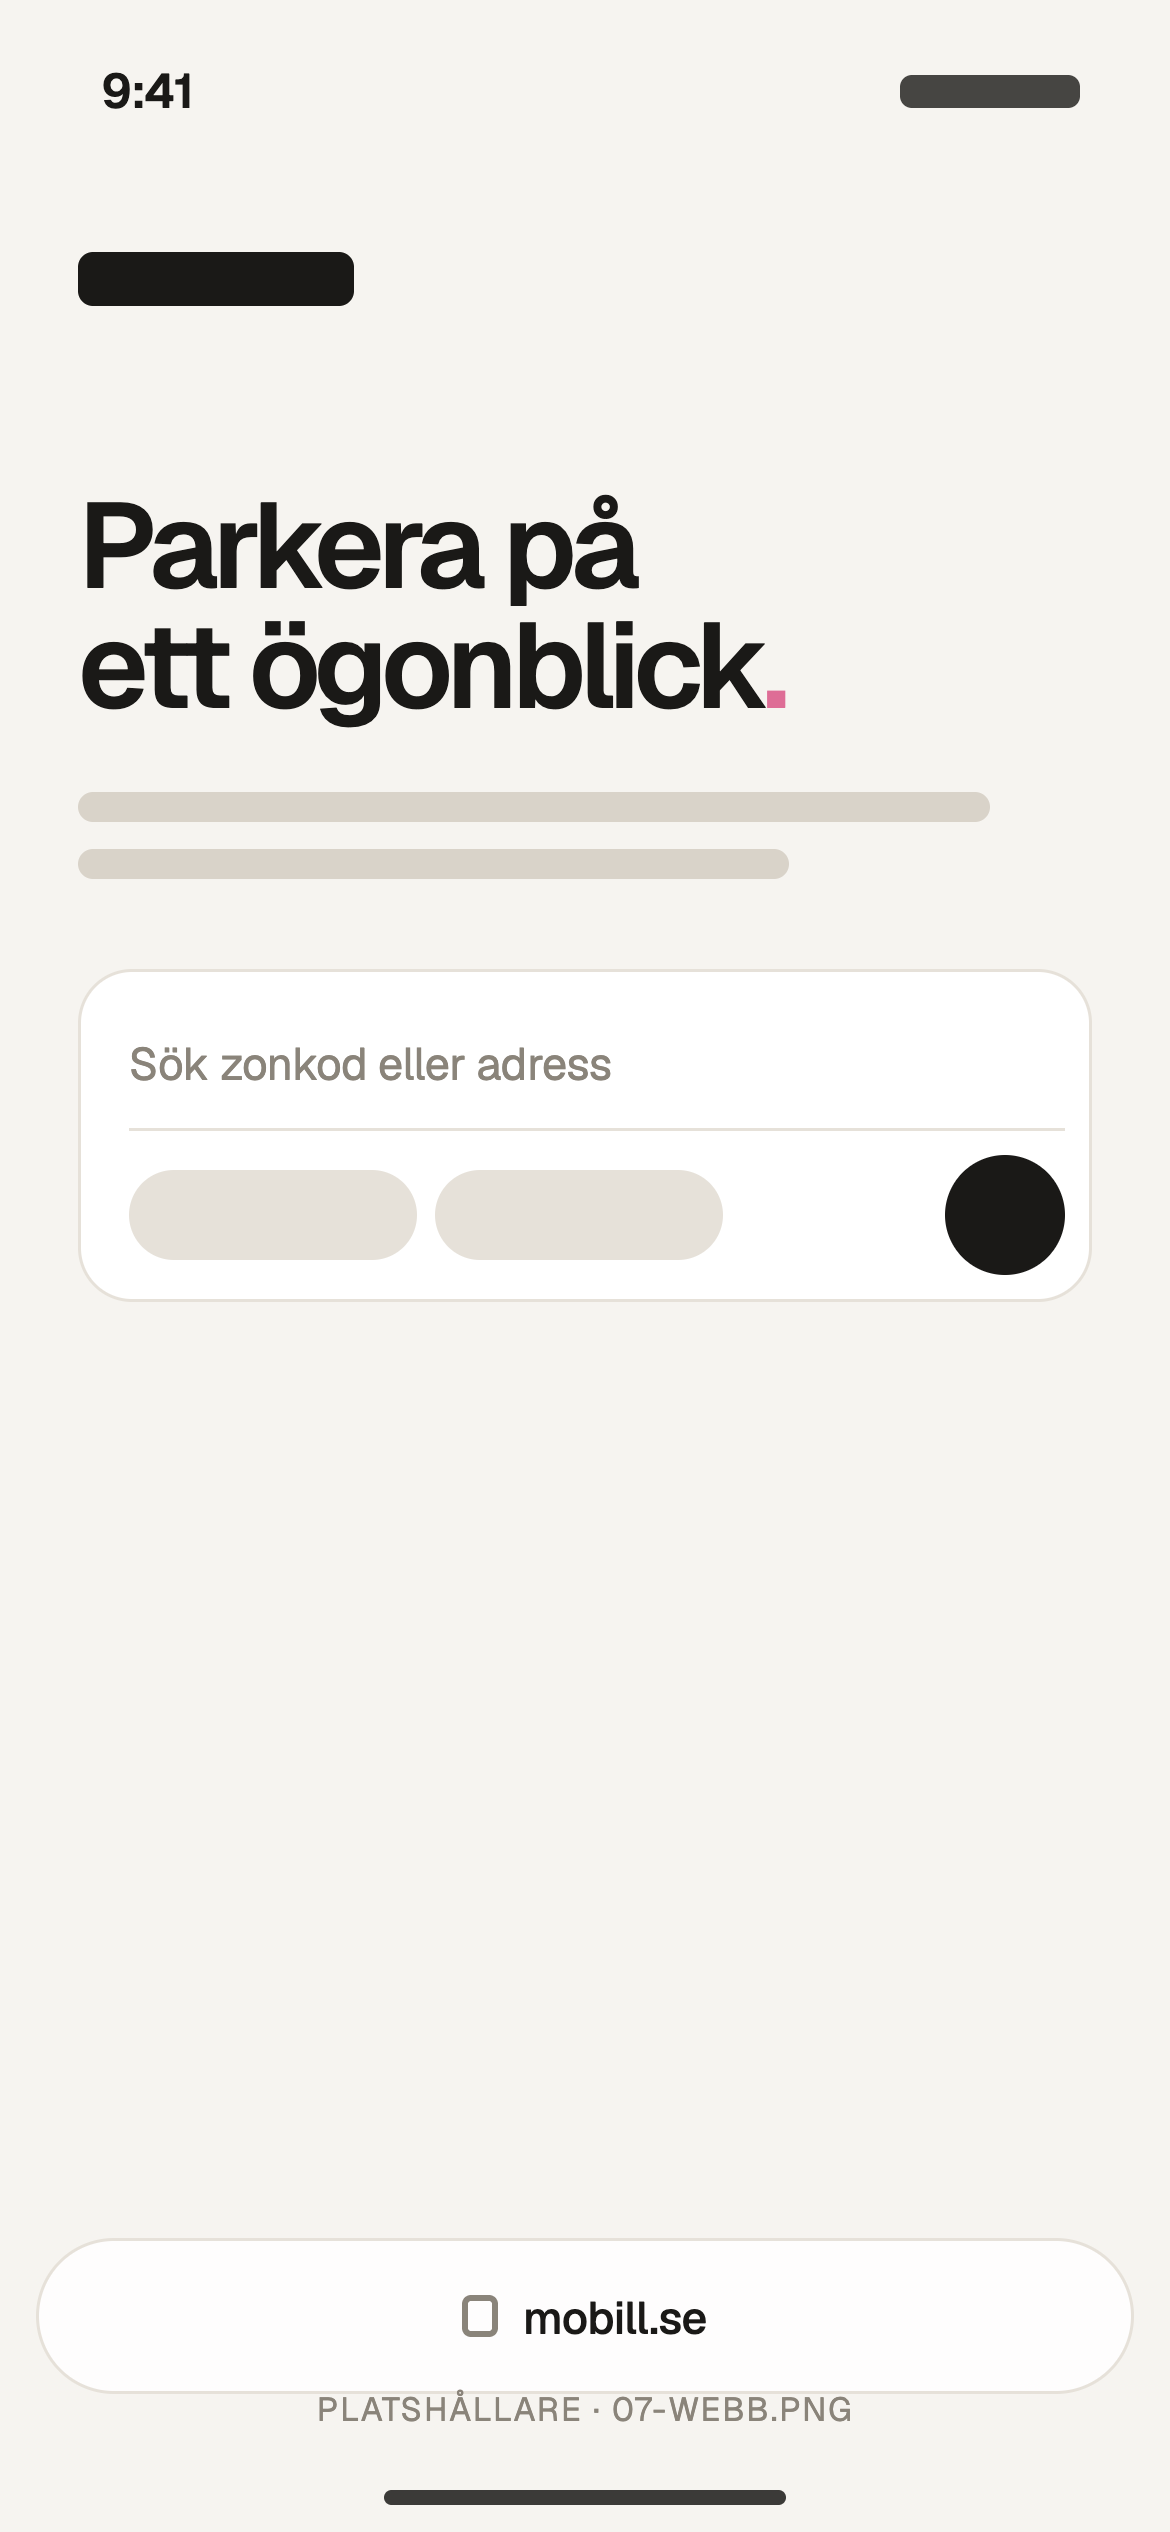 9:41
Parkera på
ett ögonblick.
Sök zonkod eller adress
mobill.se
PLATSHÅLLARE · 07-WEBB.PNG